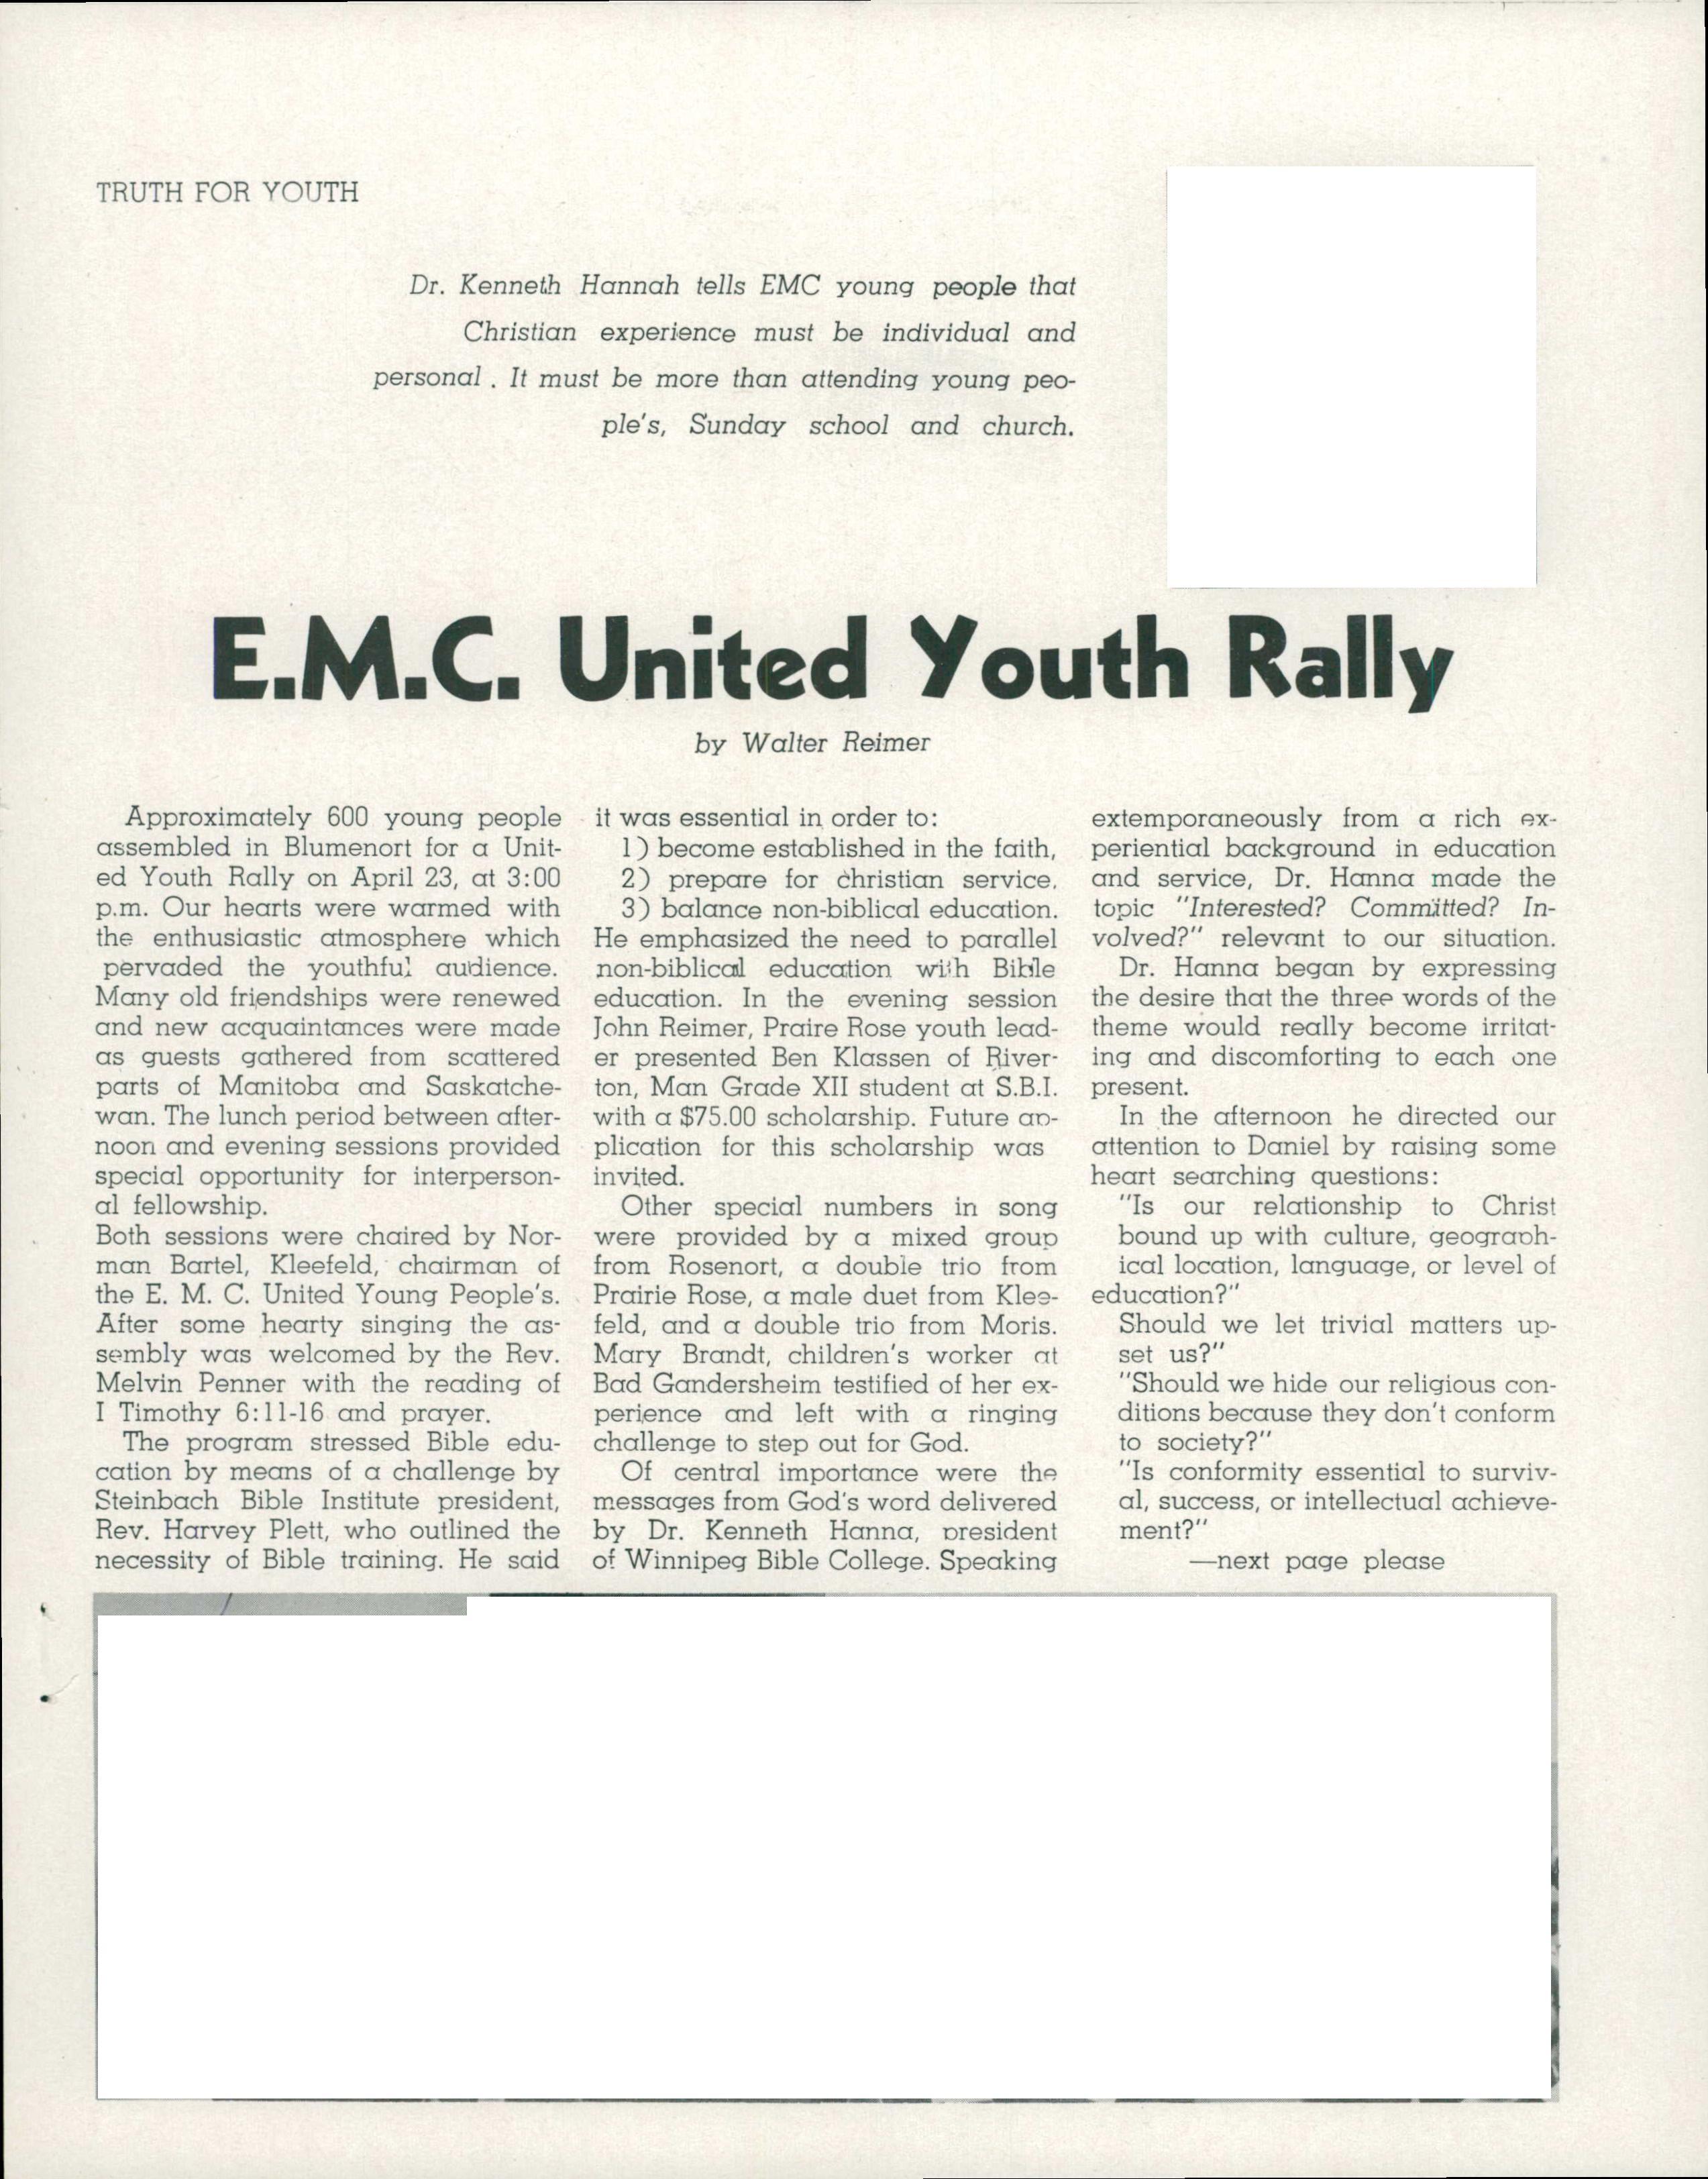 TRUTH FOR YOUTH
Dr. Kenneth Hannah tells EMC young people that
Christian experience must be individual and
personal . It must be more than attending young peo-
ple's, Sunday school and church.
E.M.C. United Youth Rally
by Walter Reimer
Approximately 600 young people
assembled in Blumenort for a Unit-
ed Youth Rally on April 23, at 3:00
p.m. Our hearts were warmed with
the enthusiastic atmosphere which
pervaded the youthful audience.
Many old friendships were renewed
and new acquaintances were made
as guests gathered from scattered
parts of Manitoba and Saskatche-
wan. The lunch period between after-
noon and evening sessions provided
special opportunity for interperson-
al fellowship.
Both sessions were chaired by Nor-
man Bartel, Kleefeld, chairman of
the E. M. C. United Young People's.
After some hearty singing the as-
sembly was welcomed by the Rev.
Melvin Penner with the reading of
I Timothy 6:11-16 and prayer.
The program stressed Bible edu-
cation by means of a challenge by
Steinbach Bible Institute president,
Rev. Harvey Plett, who outlined the
necessity of Bible training. He said
it was essential in order to:
1) become established in the faith,
2) prepare for christian service.
3) balance non-biblical education.
He emphasized the need to parallel
non-biblical education with Bible
education. In the evening session
John Reimer, Praire Rose youth lead-
er presented Ben Klassen of River-
ton, Man Grade XII student at S.B.I.
with a $75.00 scholarship. Future ap-
plication for this scholarship was
invited.
Other special numbers in song
were provided by a mixed group
from Rosenort, a double trio from
Prairie Rose, a male duet from Klee-
feld, and a double trio from Moris.
Mary Brandt, children's worker at
Bad Gandersheim testified of her ex-
perience and left with a ringing
challenge to step out for God.
Of central importance were the
messages from God's word delivered
by Dr. Kenneth Hanna, president
of Winnipeg Bible College. Speaking
extemporaneously from a rich ex-
periential background in education
and service, Dr. Hanna made the
topic "Interested? Committed? In-
volved?" relevant to our situation.
Dr. Hanna began by expressing
the desire that the three words of the
theme would really become irritat-
ing and discomforting to each one
present.
In the afternoon he directed our
attention to Daniel by raising some
heart searching questions:
"Is our relationship to Christ
bound up with culture, geograph-
ical location, language, or level of
education?"
Should we let trivial matters up-
set us?"
"Should we hide our religious con-
ditions because they don't conform
to society?"
"Is conformity essential to surviv-
al, success, or intellectual achieve-
ment?"
—next page please